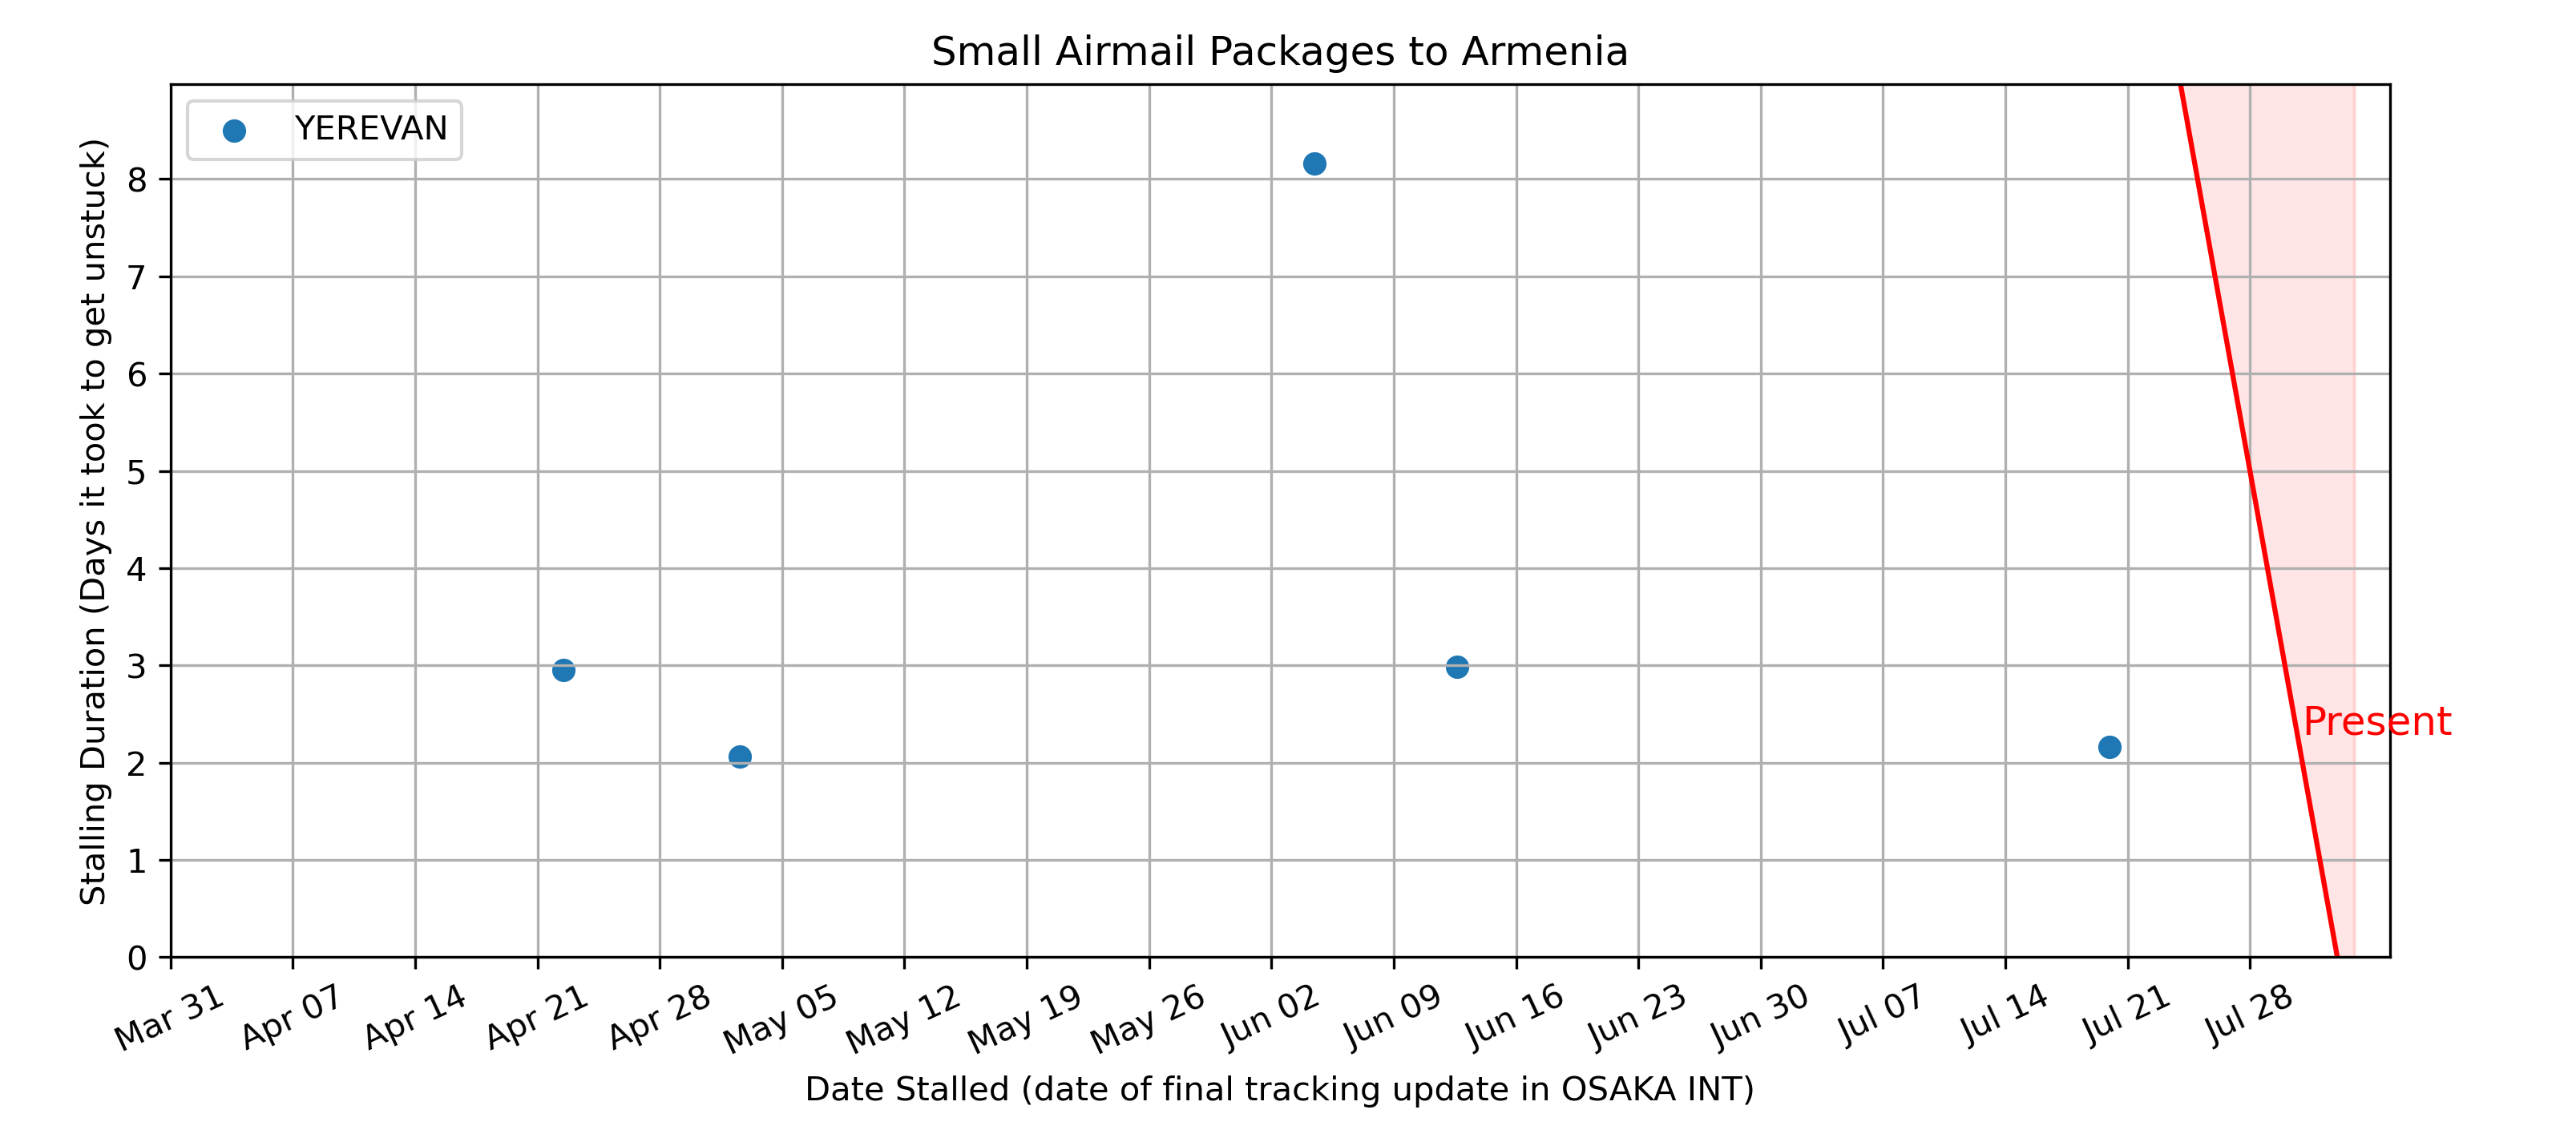 Small Airmail Packages to Armenia
YEREVAN
Stalling Duration (Days it took to get unstuck)
8
7
6
5
4
3
2
1
0
Present
Mar 31
Apr 07
Apr 14
Apr 21
Apr 28
May 05
May 12
May 19
May 26
Jun 02
Jun 09
Jun 16
Jun 23
Jun 30
Jul 07
Jul 14
Jul 21
Jul 28
Date Stalled (date of final tracking update in OSAKA INT)